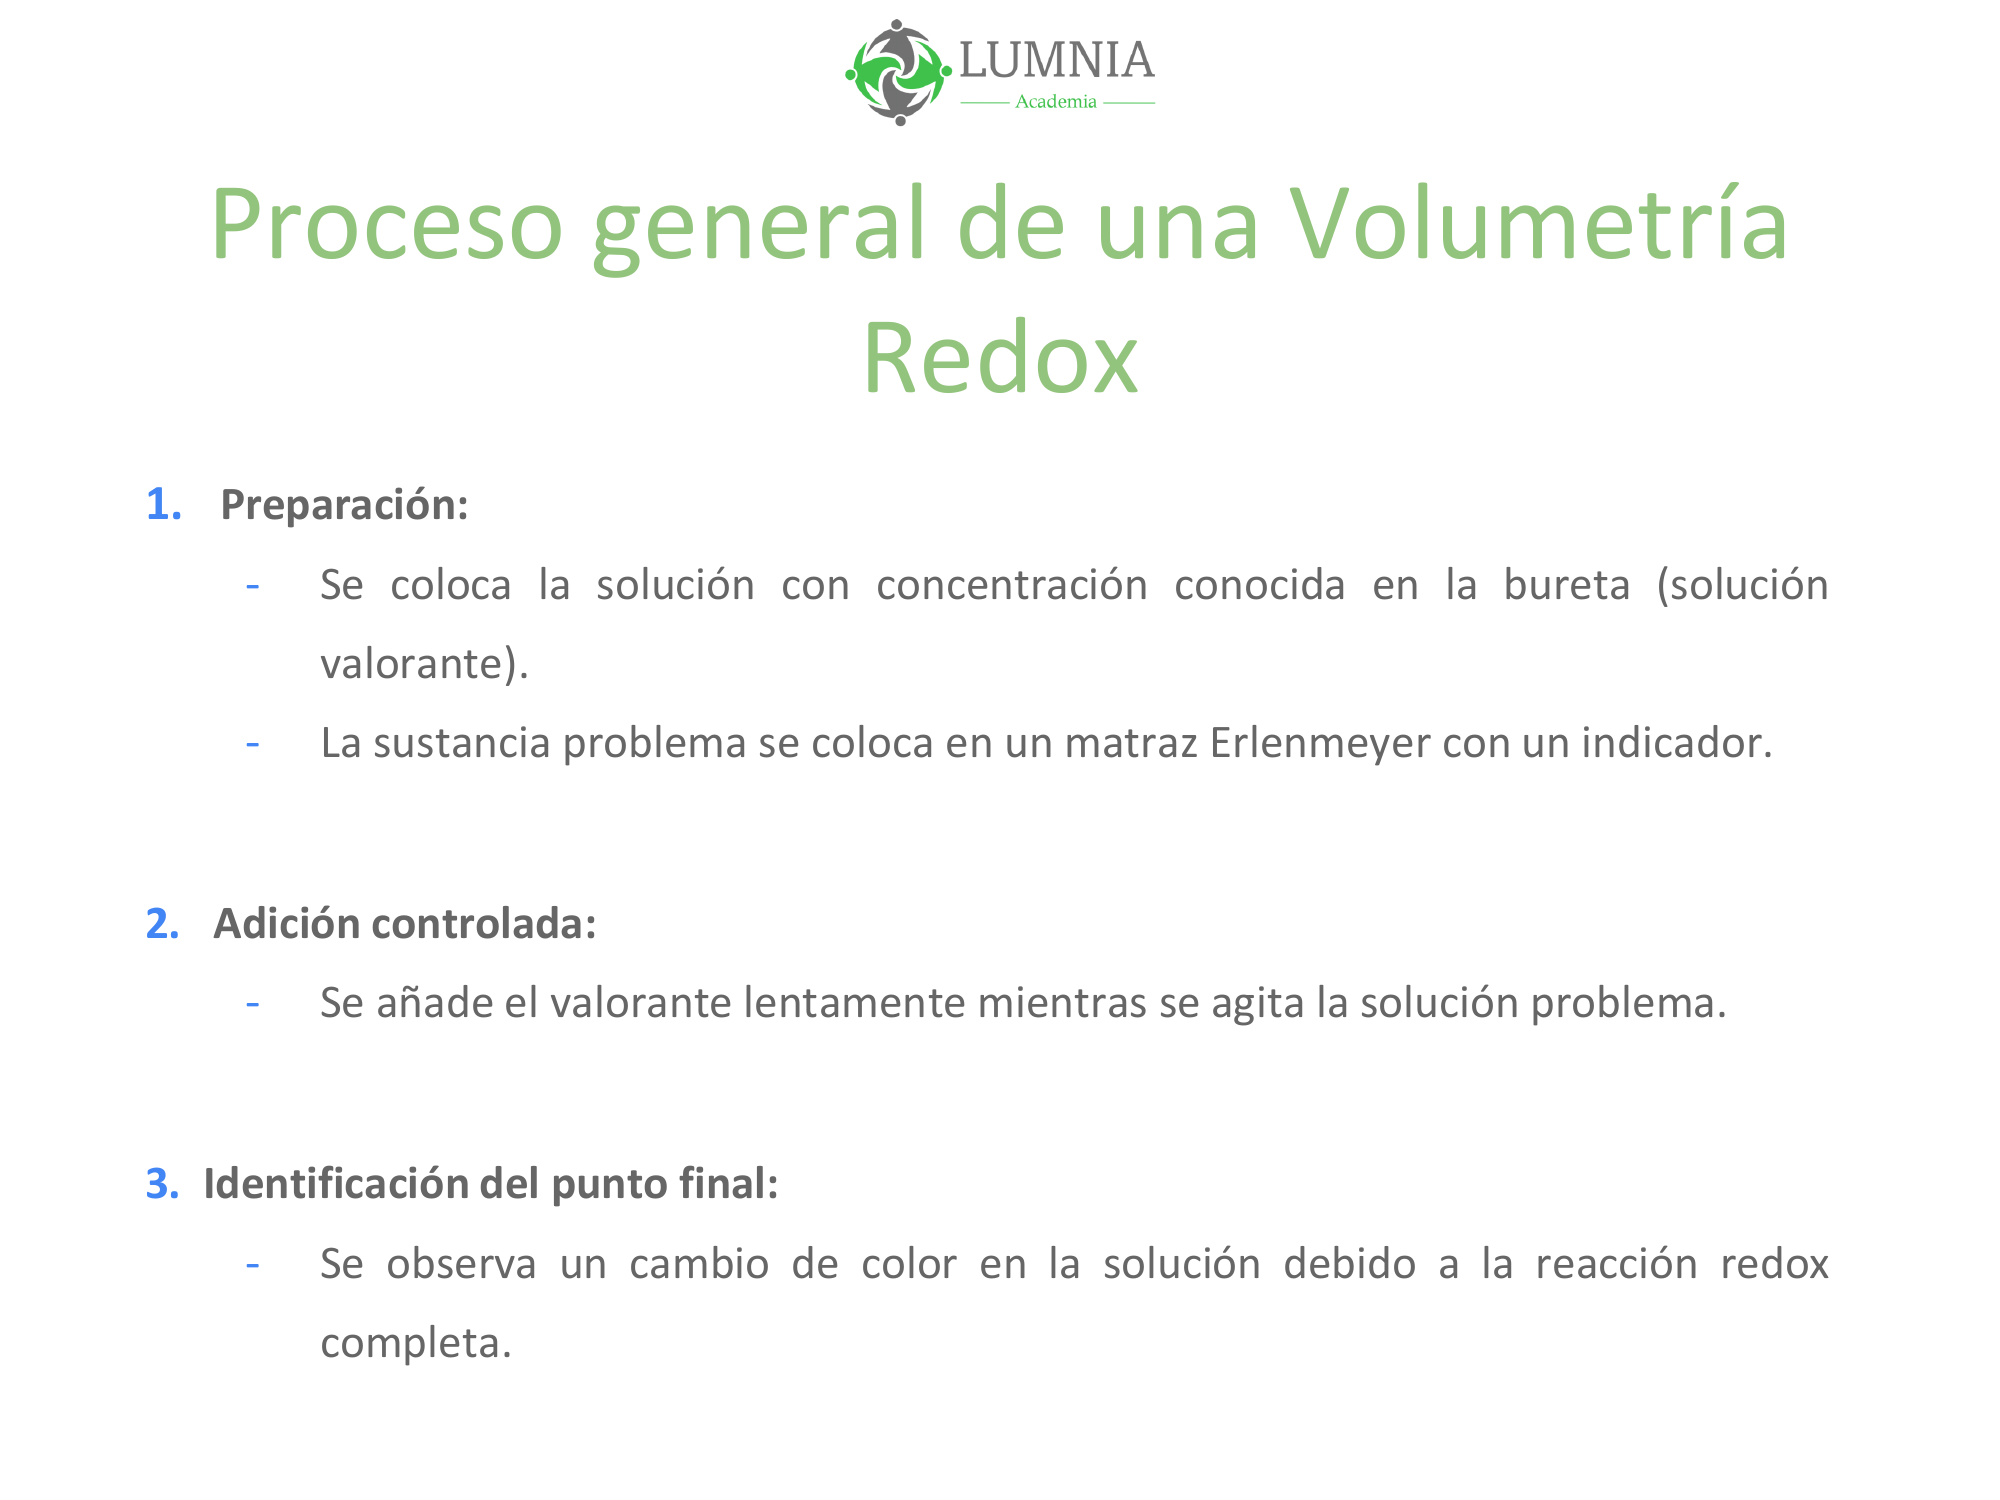 LUMNIA
Academia
Proceso general de una Volumetría
Redox
1. Preparación:
- Se coloca la solución con concentración conocida en la bureta (solución
valorante).
- La sustancia problema se coloca en un matraz Erlenmeyer con un indicador.
2. Adición controlada:
- Se añade el valorante lentamente mientras se agita la solución problema.
3. Identificación del punto final:
- Se observa un cambio de color en la solución debido a la reacción redox
completa.